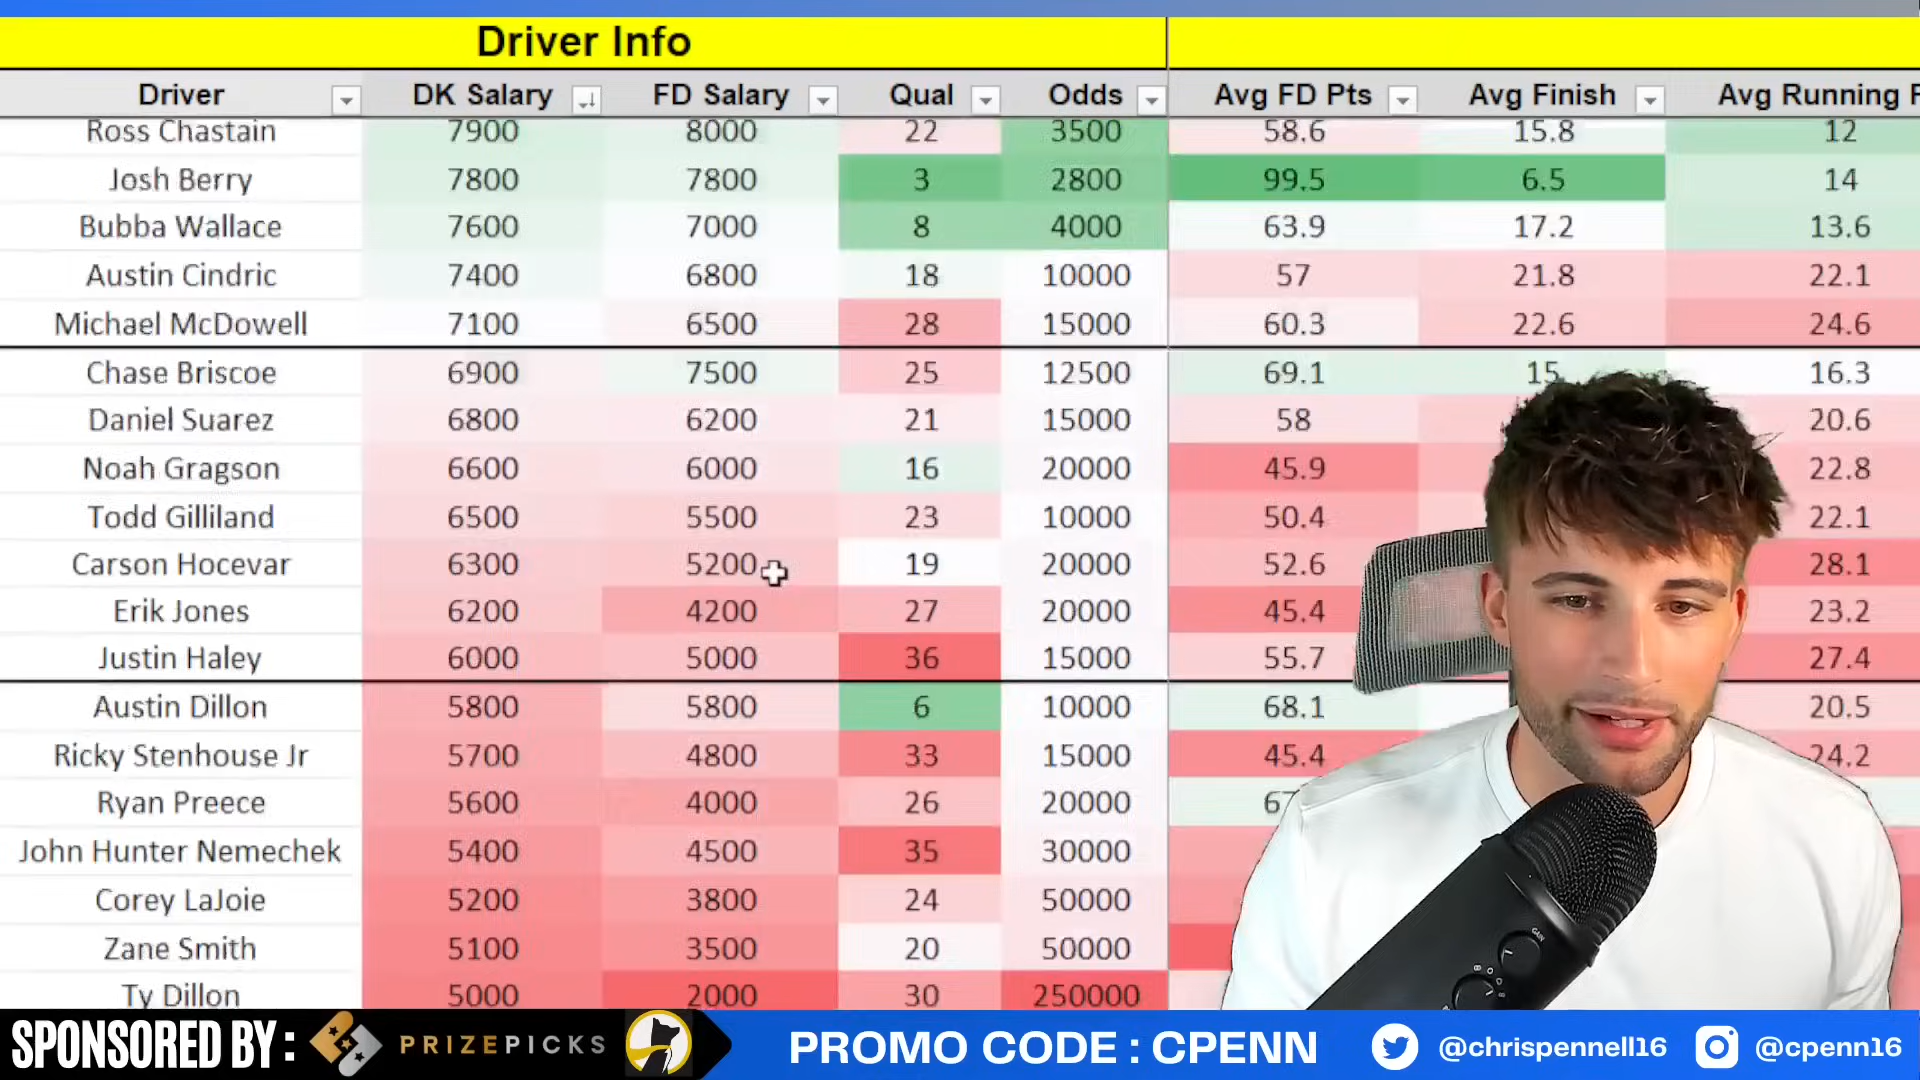 Driver Info
Driver DK Salary FD Salary Qual Odds Avg FD Pts Avg Finish Avg Running
Ross Chastain 7900 8000 22 3500 58.6 15.8 12
Josh Berry 7800 7800 3 2800 99.5 6.5 14
Bubba Wallace 7600 7000 8 4000 63.9 17.2 13.6
Austin Cindric 7400 6800 18 10000 57 21.8 22.1
Michael McDowell 7100 6500 28 15000 60.3 22.6 24.6
Chase Briscoe 6900 7500 25 12500 69.1 15 16.3
Daniel Suarez 6800 6200 21 15000 58 20.6
Noah Gragson 6600 6000 16 20000 45.9 22.8
Todd Gilliland 6500 5500 23 10000 50.4 22.1
Carson Hocevar 6300 5200 19 20000 52.6 28.1
Erik Jones 6200 4200 27 20000 45.4 23.2
Justin Haley 6000 5000 36 15000 55.7 27.4
Austin Dillon 5800 5800 6 10000 68.1 20.5
Ricky Stenhouse Jr 5700 4800 33 15000 45.4 24.2
Ryan Preece 5600 4000 26 20000
John Hunter Nemechek 5400 4500 35 30000
Corey LaJoie 5200 3800 24 50000
Zane Smith 5100 3500 20 50000
Ty Dillon 5000 2000 30 250000
SPONSORED BY : PRIZEPICKS PROMO CODE : CPENN @chrispennell16 @cpenn16